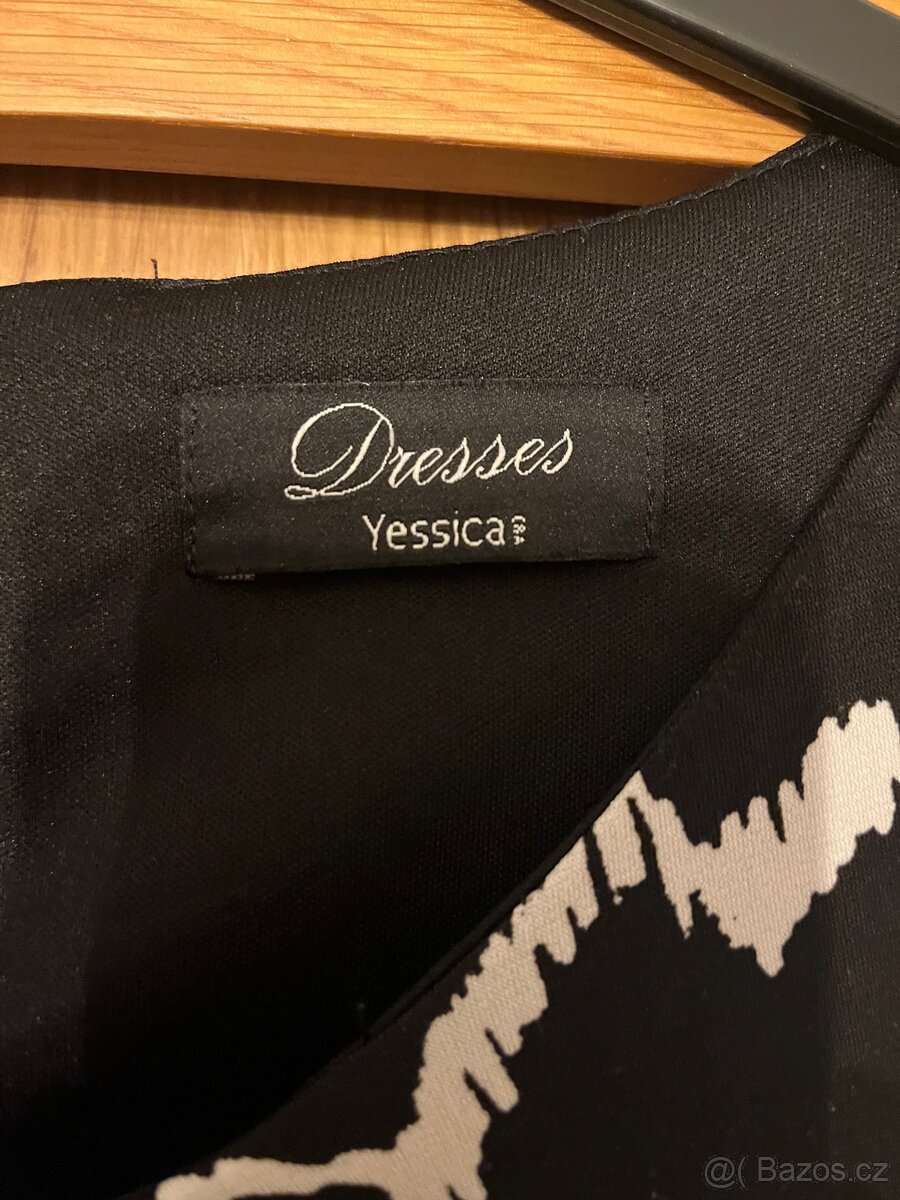 Dresses
Yessica C&A
@( Bazos.cz